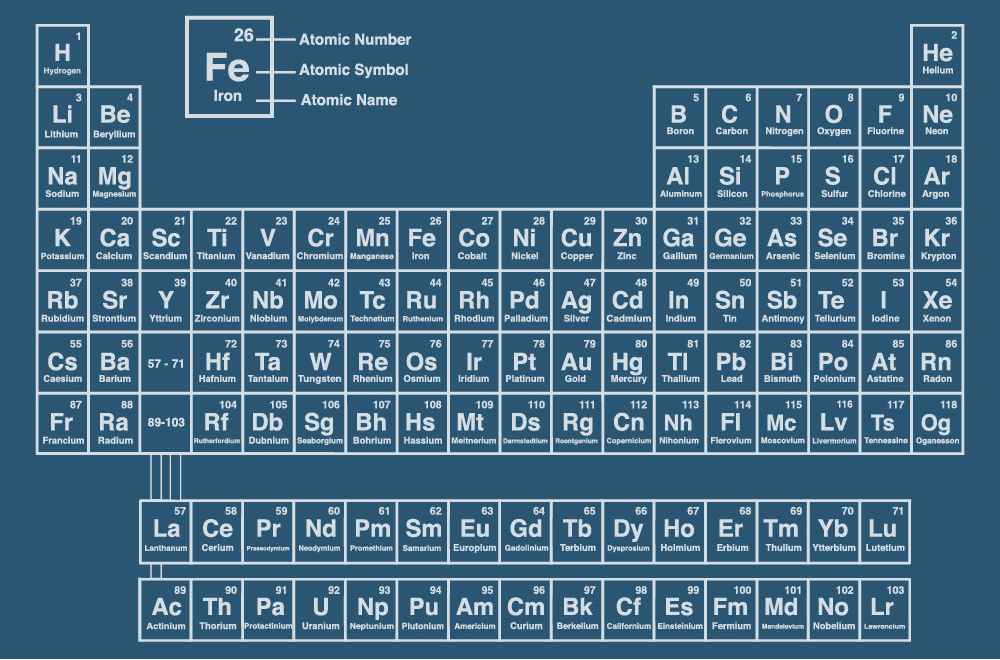 26
Fe
Iron
Atomic Number
Atomic Symbol
Atomic Name
1 2
H He
Hydrogen Helium
3 4 5 6 7 8 9 10
Li Be B C N O F Ne
Lithium Beryllium Boron Carbon Nitrogen Oxygen Fluorine Neon
11 12 13 14 15 16 17 18
Na Mg Al Si P S Cl Ar
Sodium Magnesium Aluminum Silicon Phosphorus Sulfur Chlorine Argon
19 20 21 22 23 24 25 26 27 28 29 30 31 32 33 34 35 36
K Ca Sc Ti V Cr Mn Fe Co Ni Cu Zn Ga Ge As Se Br Kr
Potassium Calcium Scandium Titanium Vanadium Chromium Manganese Iron Cobalt Nickel Copper Zinc Gallium Germanium Arsenic Selenium Bromine Krypton
37 38 39 40 41 42 43 44 45 46 47 48 49 50 51 52 53 54
Rb Sr Y Zr Nb Mo Tc Ru Rh Pd Ag Cd In Sn Sb Te I Xe
Rubidium Strontium Yttrium Zirconium Niobium Molybdenum Technetium Ruthenium Rhodium Palladium Silver Cadmium Indium Tin Antimony Tellurium Iodine Xenon
55 56 72 73 74 75 76 77 78 79 80 81 82 83 84 85 86
Cs Ba 57 - 71 Hf Ta W Re Os Ir Pt Au Hg Tl Pb Bi Po At Rn
Caesium Barium Hafnium Tantalum Tungsten Rhenium Osmium Iridium Platinum Gold Mercury Thallium Lead Bismuth Polonium Astatine Radon
87 88 104 105 106 107 108 109 110 111 112 113 114 115 116 117 118
Fr Ra 89-103 Rf Db Sg Bh Hs Mt Ds Rg Cn Nh Fl Mc Lv Ts Og
Francium Radium Rutherfordium Dubnium Seaborgium Bohrium Hassium Meitnerium Darmstadtium Roentgenium Copernicium Nihonium Flerovium Moscovium Livermorium Tennessine Oganesson
57 58 59 60 61 62 63 64 65 66 67 68 69 70 71
La Ce Pr Nd Pm Sm Eu Gd Tb Dy Ho Er Tm Yb Lu
Lanthanum Cerium Praseodymium Neodymium Promethium Samarium Europium Gadolinium Terbium Dysprosium Holmium Erbium Thulium Ytterbium Lutetium
89 90 91 92 93 94 95 96 97 98 99 100 101 102 103
Ac Th Pa U Np Pu Am Cm Bk Cf Es Fm Md No Lr
Actinium Thorium Protactinium Uranium Neptunium Plutonium Americium Curium Berkelium Californium Einsteinium Fermium Mendelevium Nobelium Lawrencium